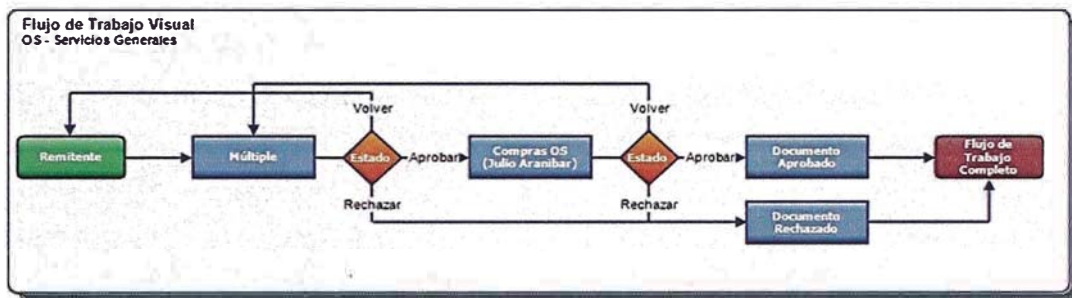 Flujo de Trabajo Visual
OS - Servicios Generales
Volver
Volver
Remitente
Múltiple
Estado
Aprobar
Compras OS
(Julio Aranibar)
Estado
Aprobar
Documento
Aprobado
Flujo de
Trabajo
Completo
Rechazar
Rechazar
Documento
Rechazado